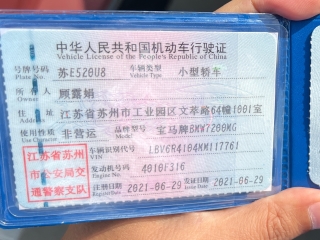 中华人民共和国机动车行驶证
Vehicle License of the People's Republic of China
号牌号码 苏E520U8 车辆类型 小型轿车
Plate No. Vehicle Type
所有人 顾露娟
Owner
住址 江苏省苏州市工业园区文萃路64幢1001室
Address
使用性质 非营运 品牌型号 宝马牌BMW7200MG
Use Character Model
江苏省苏州市公安局交通警察支队
车辆识别代号 LBV6R4104MM117761
VIN
发动机号码 4010F316
Engine No.
注册日期 2021-06-29 发证日期 2021-06-29
Register Date Issue Date